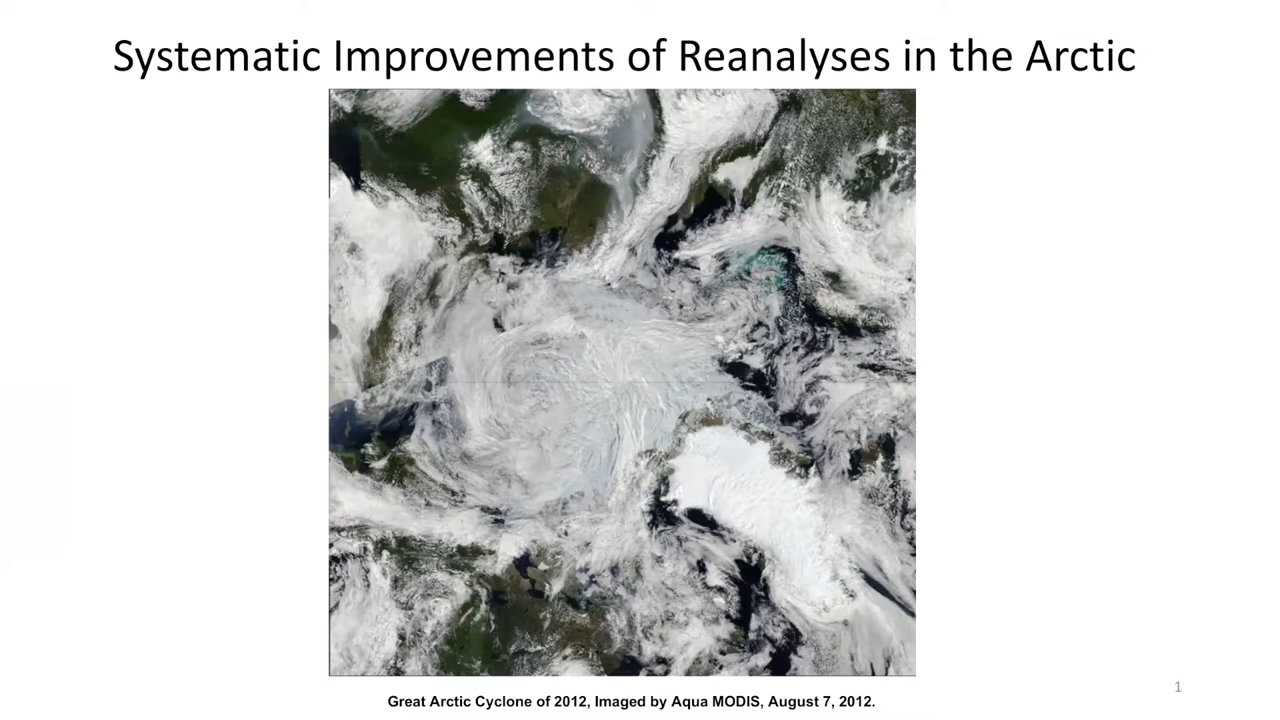 Systematic Improvements of Reanalyses in the Arctic
Great Arctic Cyclone of 2012, Imaged by Aqua MODIS, August 7, 2012.
1